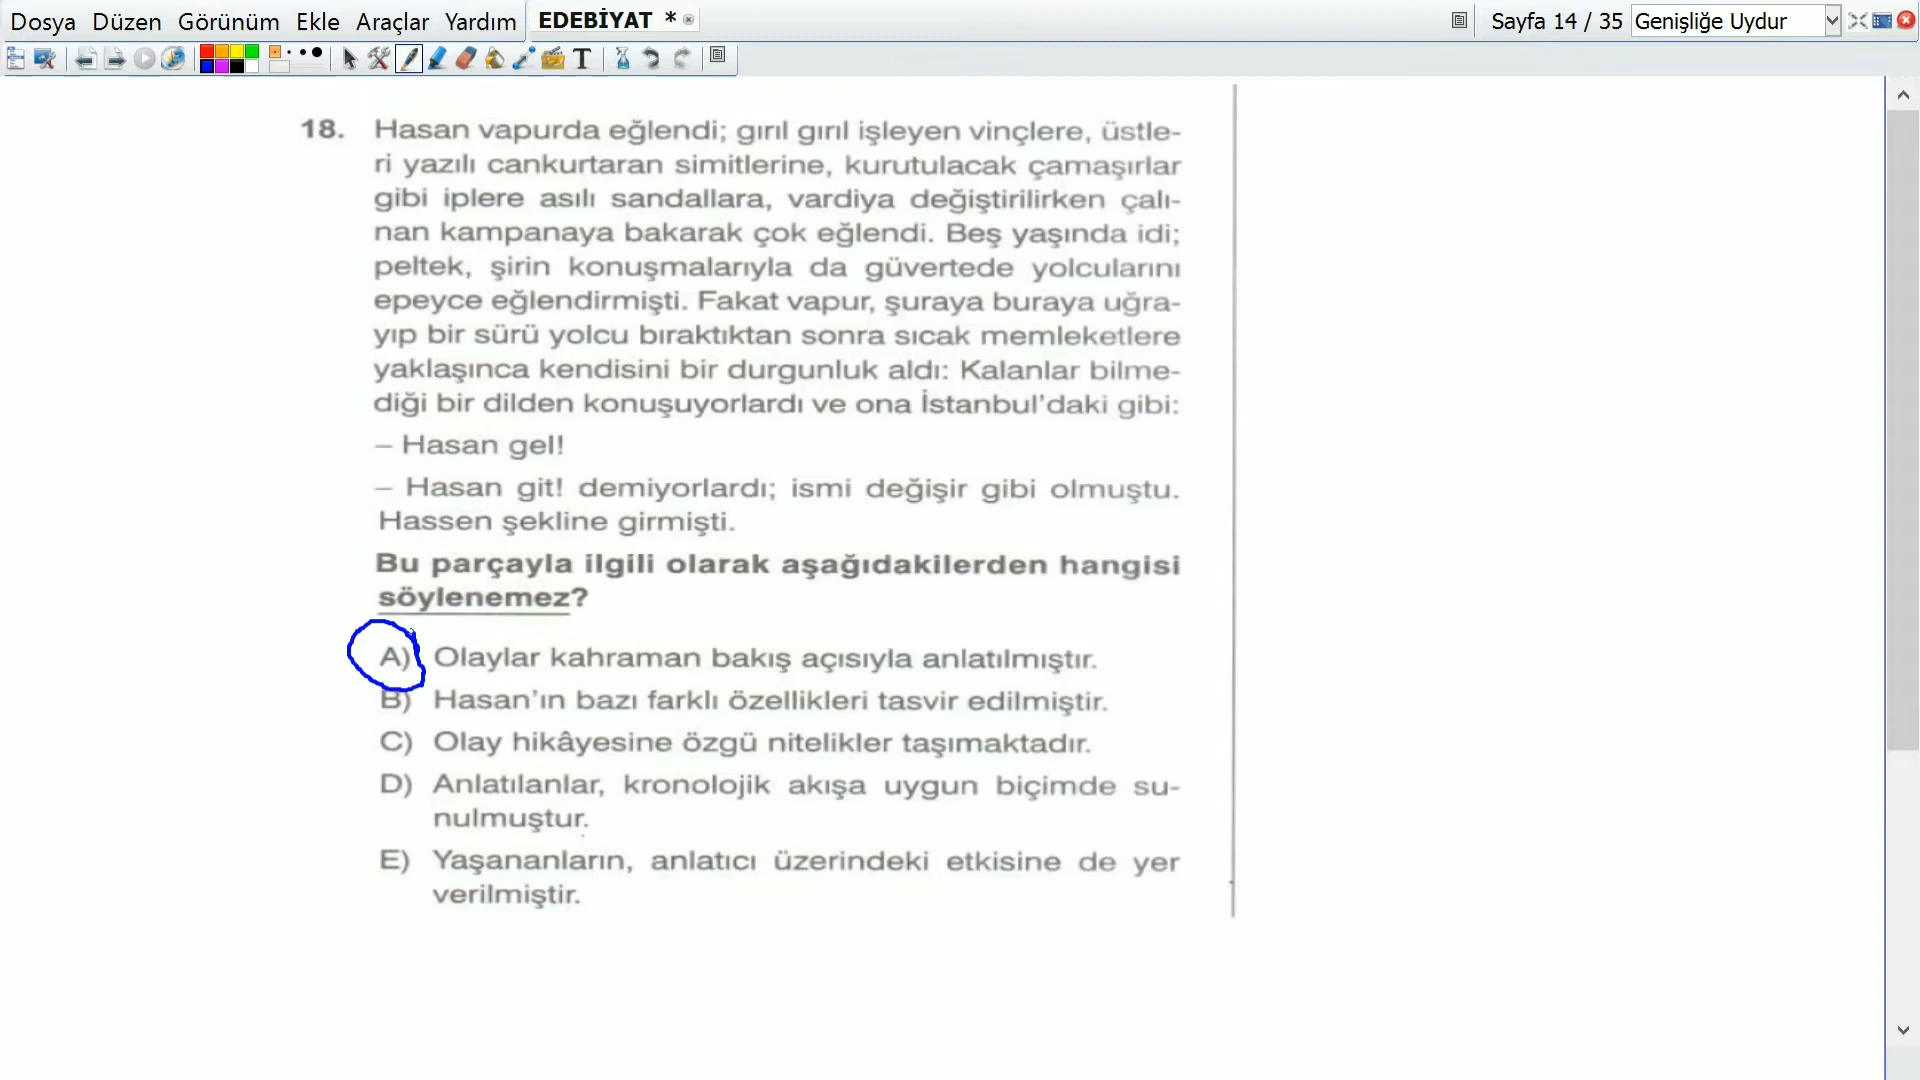 Dosya Düzen Görünüm Ekle Araçlar Yardım EDEBİYAT * Sayfa 14 / 35 Genişliğe Uydur
18. Hasan vapurda eğlendi; gırıl gırıl işleyen vinçlere, üstle-
ri yazılı cankurtaran simitlerine, kurutulacak çamaşırlar
gibi iplere asılı sandallara, vardiya değiştirilirken çalı-
nan kampanaya bakarak çok eğlendi. Beş yaşında idi;
peltek, şirin konuşmalarıyla da güvertede yolcularını
epeyce eğlendirmişti. Fakat vapur, şuraya buraya uğra-
yıp bir sürü yolcu bıraktıktan sonra sıcak memleketlere
yaklaşınca kendisini bir durgunluk aldı: Kalanlar bilme-
diği bir dilden konuşuyorlardı ve ona İstanbul'daki gibi:
– Hasan gel!
– Hasan git! demiyorlardı; ismi değişir gibi olmuştu.
Hassen şekline girmişti.
Bu parçayla ilgili olarak aşağıdakilerden hangisi
söylenemez?
A) Olaylar kahraman bakış açısıyla anlatılmıştır.
B) Hasan'ın bazı farklı özellikleri tasvir edilmiştir.
C) Olay hikâyesine özgü nitelikler taşımaktadır.
D) Anlatılanlar, kronolojik akışa uygun biçimde su-
nulmuştur.
E) Yaşananların, anlatıcı üzerindeki etkisine de yer
verilmiştir.